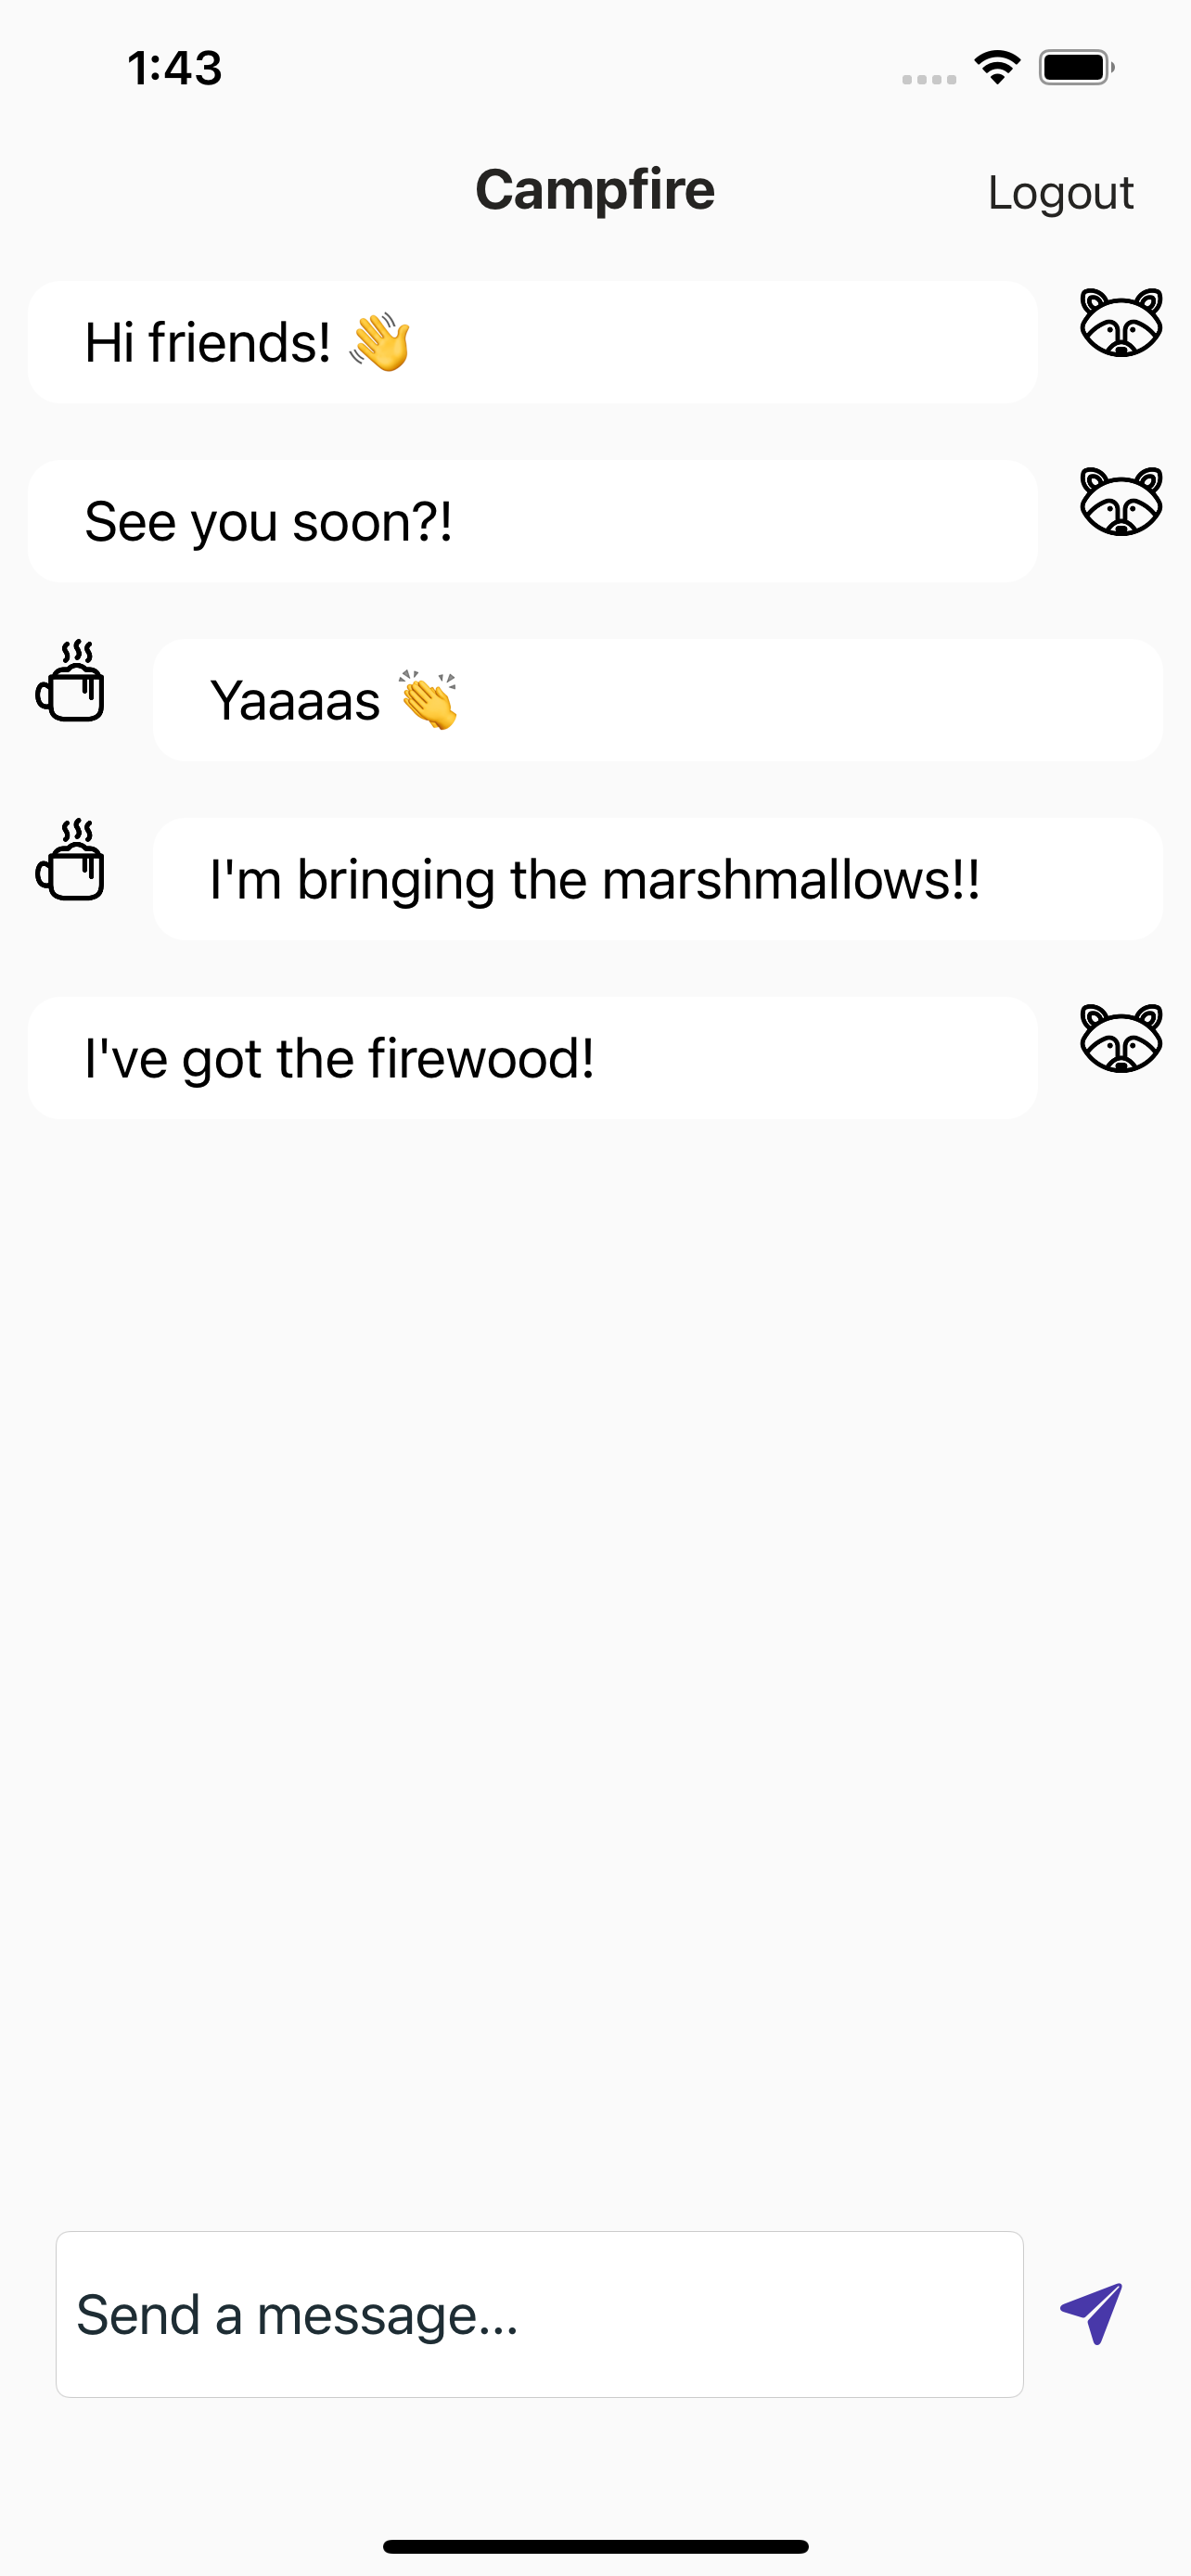 1:43
Campfire
Logout
Hi friends! 👋
See you soon?!
Yaaaas 👏
I'm bringing the marshmallows!!
I've got the firewood!
Send a message...